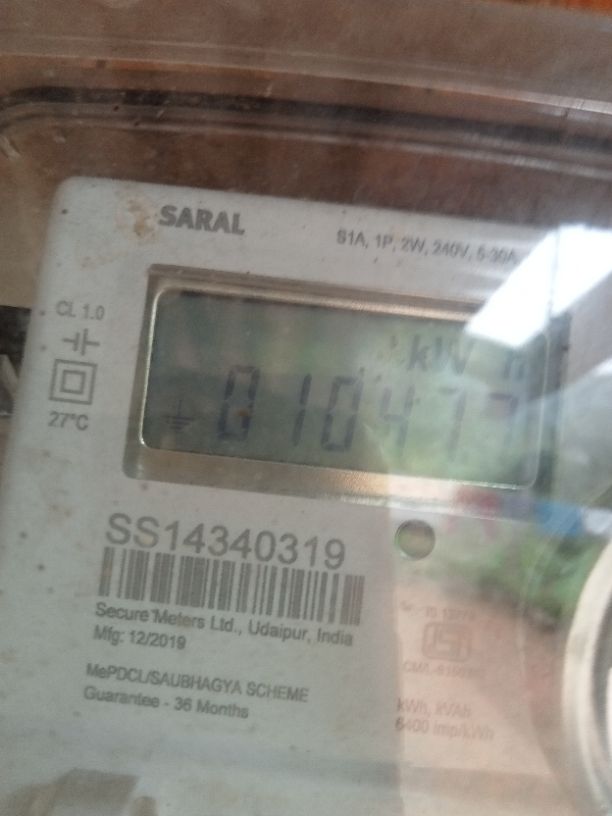 SARAL
S1A, 1P, 2W, 240V, 5-30A
CL 1.0
27°C
kW h
010477
SS14340319
Secure Meters Ltd., Udaipur, India
Mfg: 12/2019
MePDCL/SAUBHAGYA SCHEME
Guarantee - 36 Months
kWh, kVAh
6400 imp/kWh